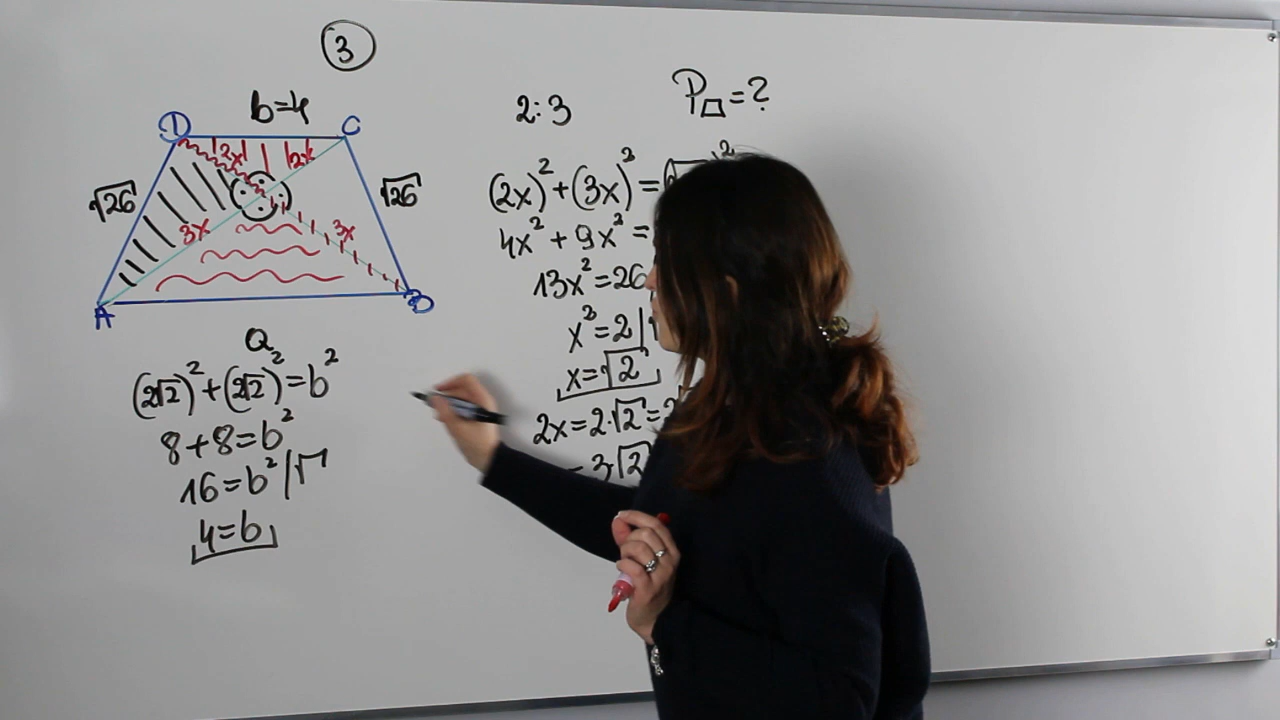 3
b=4
D C
2x 2x
√26 √26
3x 3x
A B
a
(2√2)²+(2√2)²=b²
8+8=b²
16=b²|√
4=b
2:3
P▱=?
(2x)²+(3x)²=
4x²+9x²=
13x²=26
x²=2|
x=√2
2x=2·√2=2
3√2